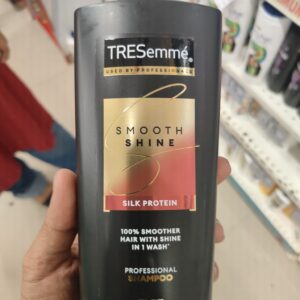 TRESemmé
USED BY PROFESSIONALS
SMOOTH
SHINE
SILK PROTEIN
100% SMOOTHER
HAIR WITH SHINE
IN 1 WASH*
PROFESSIONAL
SHAMPOO